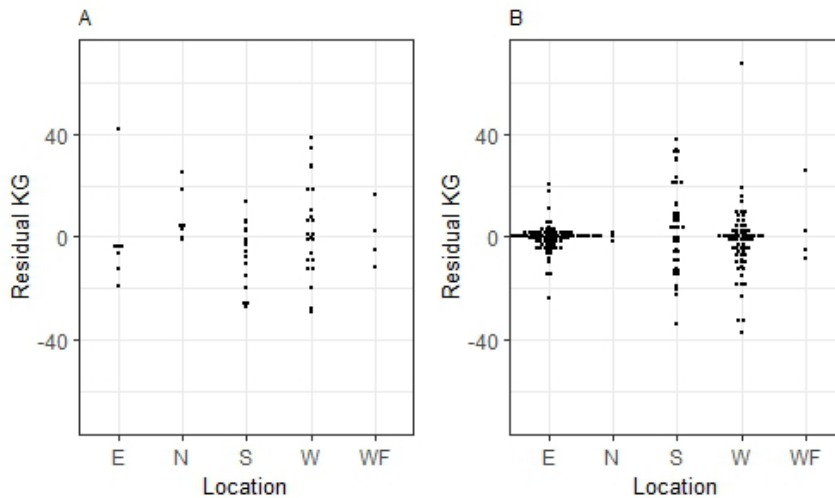 A
Residual KG
40
0
-40
E N S W WF
Location
B
Residual KG
40
0
-40
E N S W WF
Location